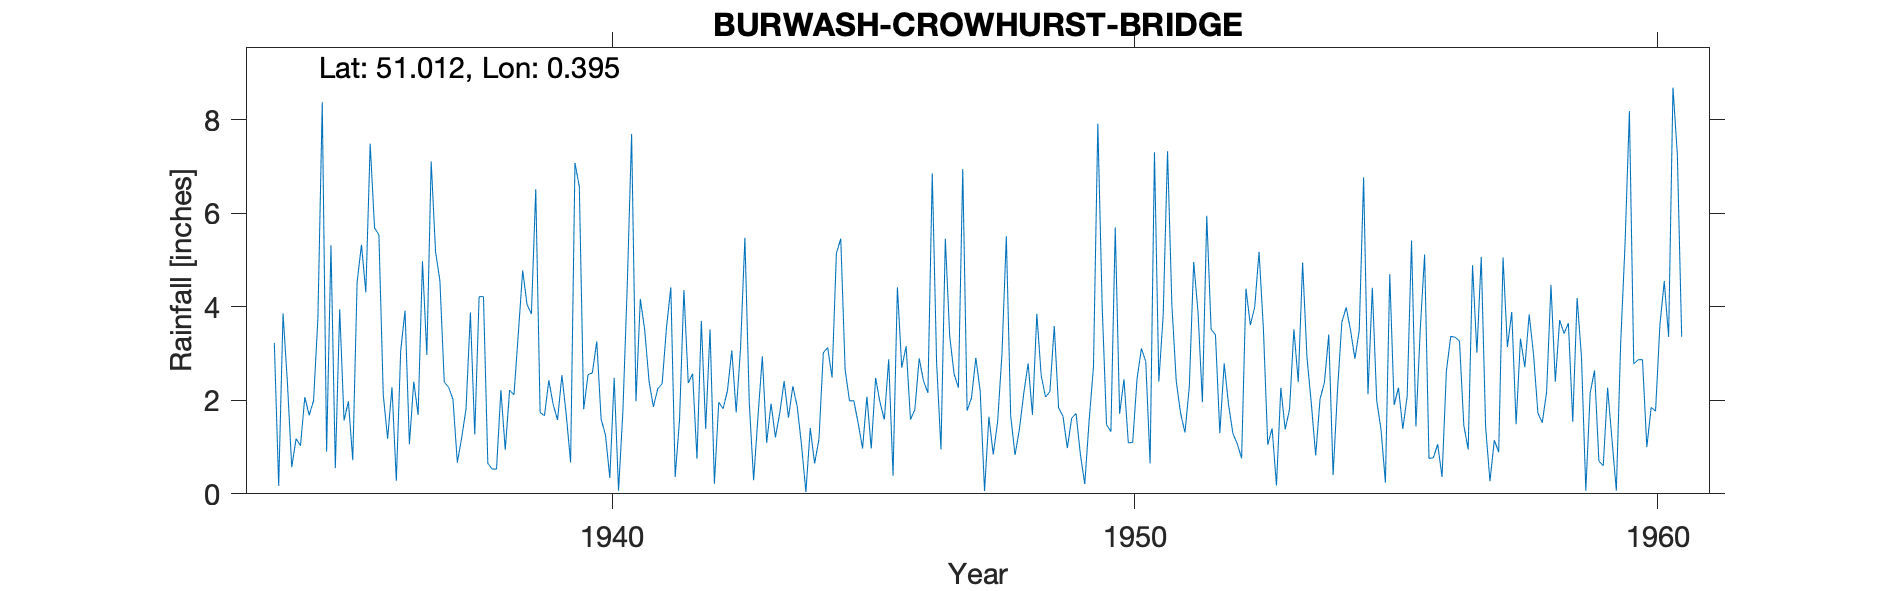 BURWASH-CROWHURST-BRIDGE
Lat: 51.012, Lon: 0.395
Rainfall [inches]
8
6
4
2
0
1940 1950 1960
Year